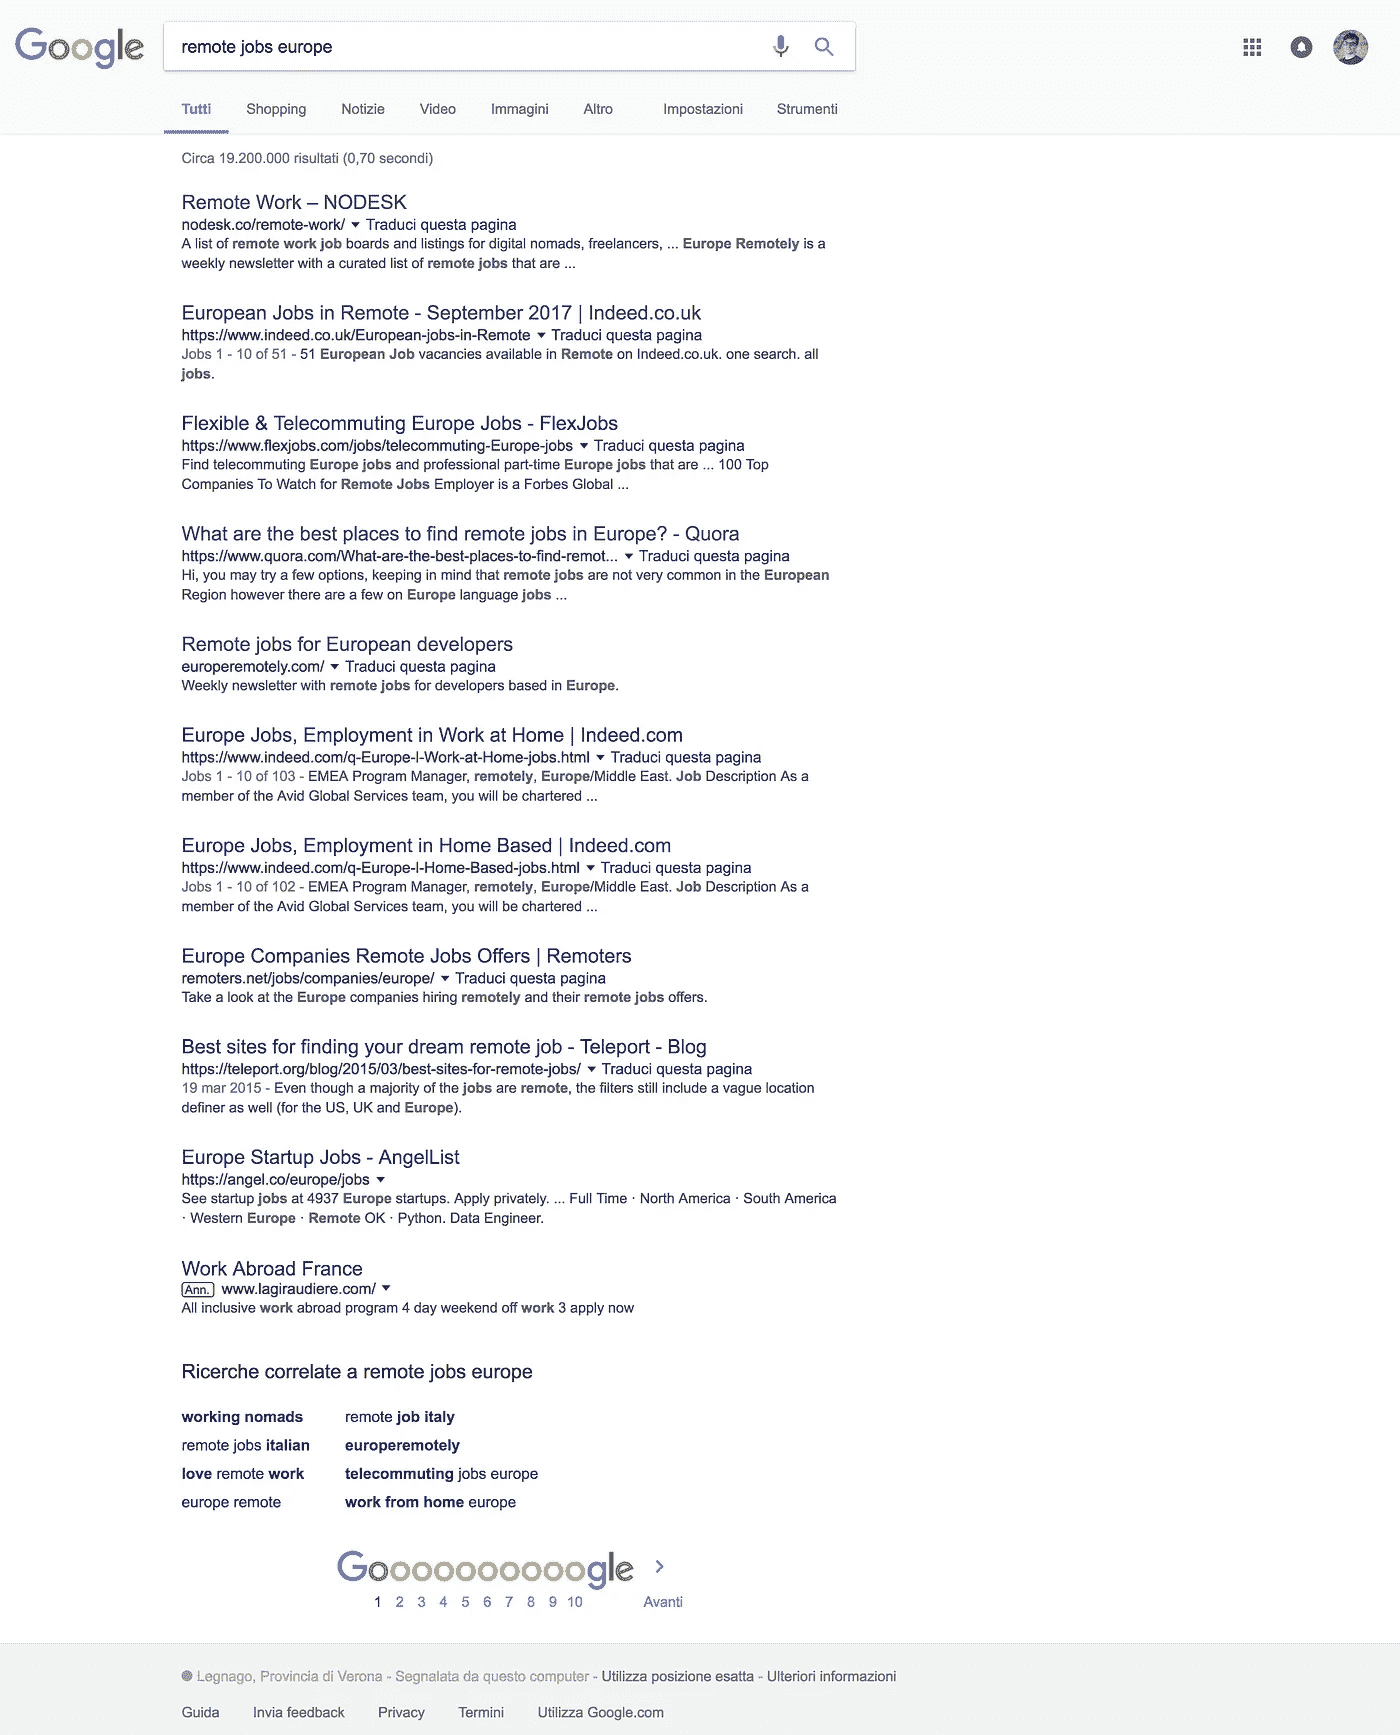 Google
remote jobs europe
Tutti Shopping Notizie Video Immagini Altro Impostazioni Strumenti
Circa 19.200.000 risultati (0,70 secondi)
Remote Work – NODESK
nodesk.co/remote-work/ Traduci questa pagina
A list of remote work job boards and listings for digital nomads, freelancers, ... Europe Remotely is a
weekly newsletter with a curated list of remote jobs that are ...
European Jobs in Remote - September 2017 | Indeed.co.uk
https://www.indeed.co.uk/European-jobs-in-Remote Traduci questa pagina
Jobs 1 - 10 of 51 - 51 European Job vacancies available in Remote on Indeed.co.uk. one search. all
jobs.
Flexible & Telecommuting Europe Jobs - FlexJobs
https://www.flexjobs.com/jobs/telecommuting-Europe-jobs Traduci questa pagina
Find telecommuting Europe jobs and professional part-time Europe jobs that are ... 100 Top
Companies To Watch for Remote Jobs Employer is a Forbes Global ...
What are the best places to find remote jobs in Europe? - Quora
https://www.quora.com/What-are-the-best-places-to-find-remot... Traduci questa pagina
Hi, you may try a few options, keeping in mind that remote jobs are not very common in the European
Region however there are a few on Europe language jobs ...
Remote jobs for European developers
europeremotely.com/ Traduci questa pagina
Weekly newsletter with remote jobs for developers based in Europe.
Europe Jobs, Employment in Work at Home | Indeed.com
https://www.indeed.com/q-Europe-l-Work-at-Home-jobs.html Traduci questa pagina
Jobs 1 - 10 of 103 - EMEA Program Manager, remotely, Europe/Middle East. Job Description As a
member of the Avid Global Services team, you will be chartered ...
Europe Jobs, Employment in Home Based | Indeed.com
https://www.indeed.com/q-Europe-l-Home-Based-jobs.html Traduci questa pagina
Jobs 1 - 10 of 102 - EMEA Program Manager, remotely, Europe/Middle East. Job Description As a
member of the Avid Global Services team, you will be chartered ...
Europe Companies Remote Jobs Offers | Remoters
remoters.net/jobs/companies/europe/ Traduci questa pagina
Take a look at the Europe companies hiring remotely and their remote jobs offers.
Best sites for finding your dream remote job - Teleport - Blog
https://teleport.org/blog/2015/03/best-sites-for-remote-jobs/ Traduci questa pagina
19 mar 2015 - Even though a majority of the jobs are remote, the filters still include a vague location
definer as well (for the US, UK and Europe).
Europe Startup Jobs - AngelList
https://angel.co/europe/jobs
See startup jobs at 4937 Europe startups. Apply privately. ... Full Time · North America · South America
· Western Europe · Remote OK · Python. Data Engineer.
Work Abroad France
Ann. www.lagiraudiere.com/
All inclusive work abroad program 4 day weekend off work 3 apply now
Ricerche correlate a remote jobs europe
working nomads remote job italy
remote jobs italian europeremotely
love remote work telecommuting jobs europe
europe remote work from home europe
Goooooooooogle
1 2 3 4 5 6 7 8 9 10 Avanti
Legnago, Provincia di Verona - Segnalata da questo computer - Utilizza posizione esatta - Ulteriori informazioni
Guida Invia feedback Privacy Termini Utilizza Google.com